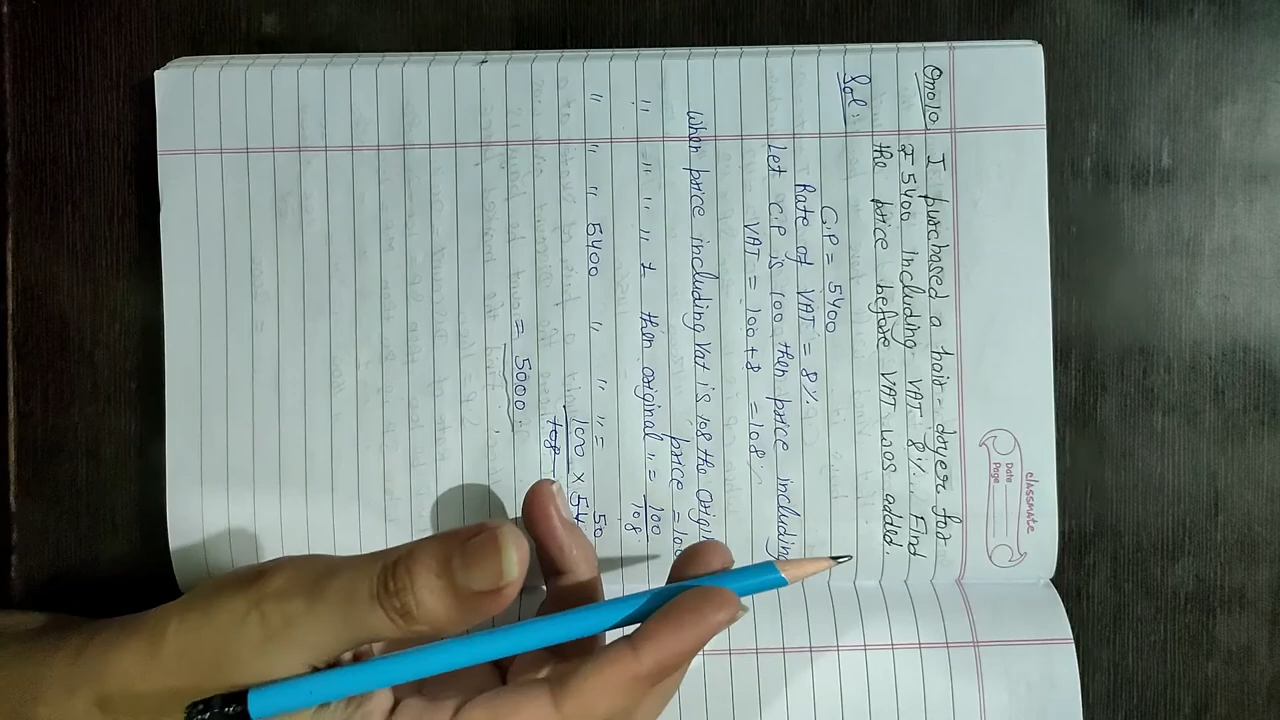 classmate
Date
Page
Qno10. I purchased a hair-dryer for
₹ 5400 including VAT 8%. Find
the price before VAT was added.
Sol:
C.P = 5400
Rate of VAT = 8%
Let C.P is 100 then price including
VAT = 100 + 8 = 108
When price including Vat is 108 the
price = 100
" " " " 1 then original " = 100
108
" " " 5400 " " " = 100 × 54
108
50
= 5000.